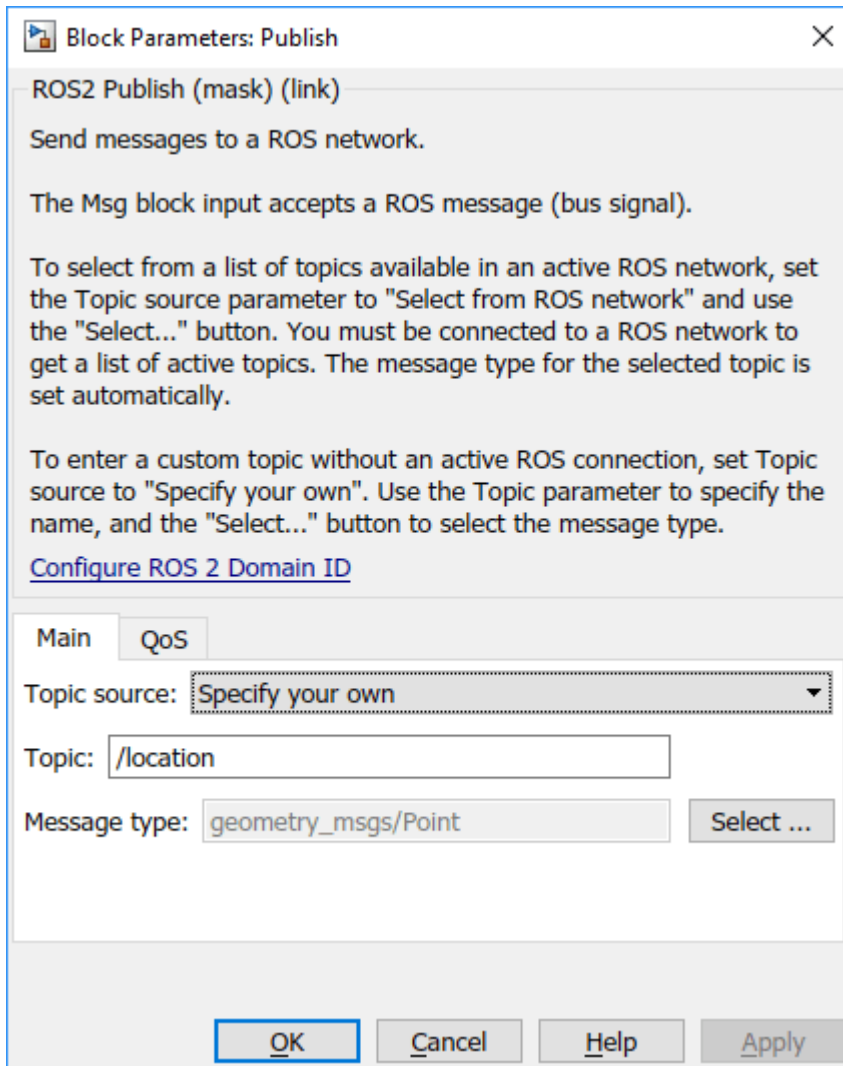 Block Parameters: Publish
ROS2 Publish (mask) (link)
Send messages to a ROS network.
The Msg block input accepts a ROS message (bus signal).
To select from a list of topics available in an active ROS network, set
the Topic source parameter to "Select from ROS network" and use
the "Select..." button. You must be connected to a ROS network to
get a list of active topics. The message type for the selected topic is
set automatically.
To enter a custom topic without an active ROS connection, set Topic
source to "Specify your own". Use the Topic parameter to specify the
name, and the "Select..." button to select the message type.
Configure ROS 2 Domain ID
Main QoS
Topic source: Specify your own
Topic: /location
Message type: geometry_msgs/Point Select ...
OK Cancel Help Apply